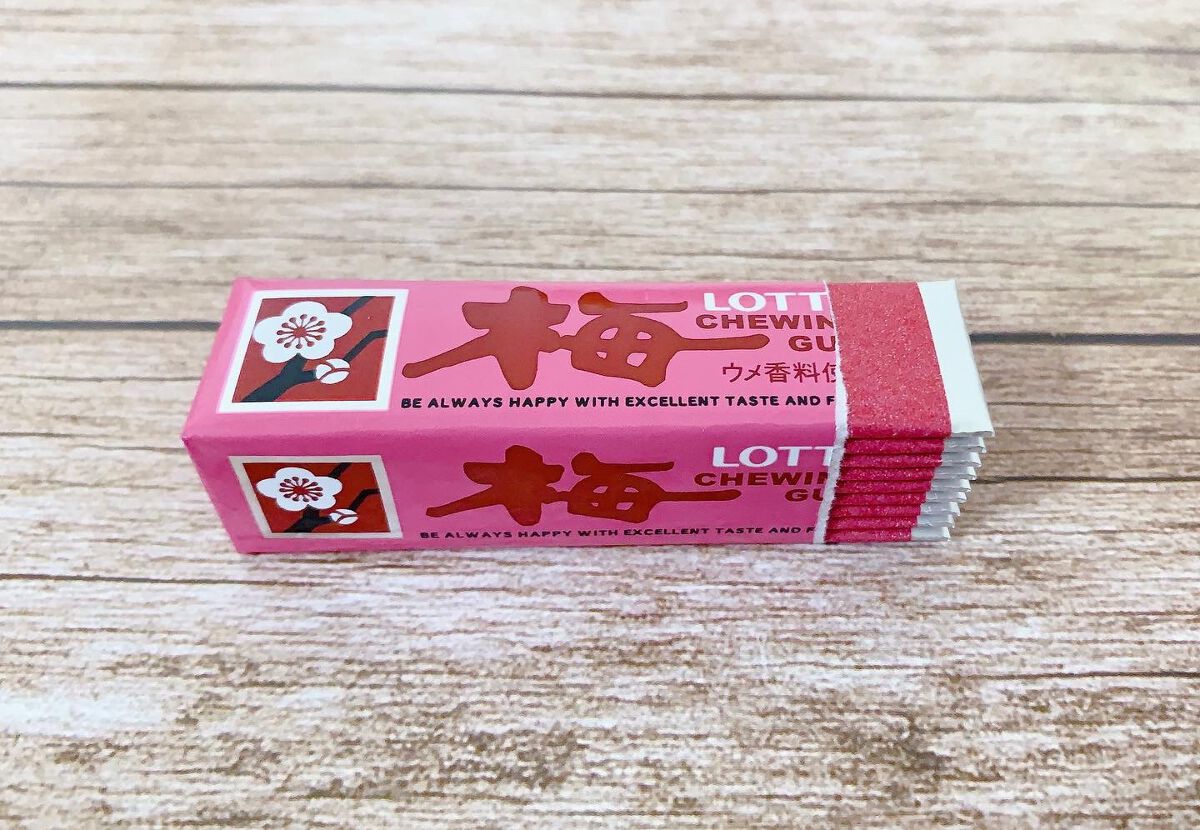 梅
LOTT
CHEWIN
GU
ウメ香料使
BE ALWAYS HAPPY WITH EXCELLENT TASTE AND F
梅
LOTT
CHEWIN
GU
BE ALWAYS HAPPY WITH EXCELLENT TASTE AND F